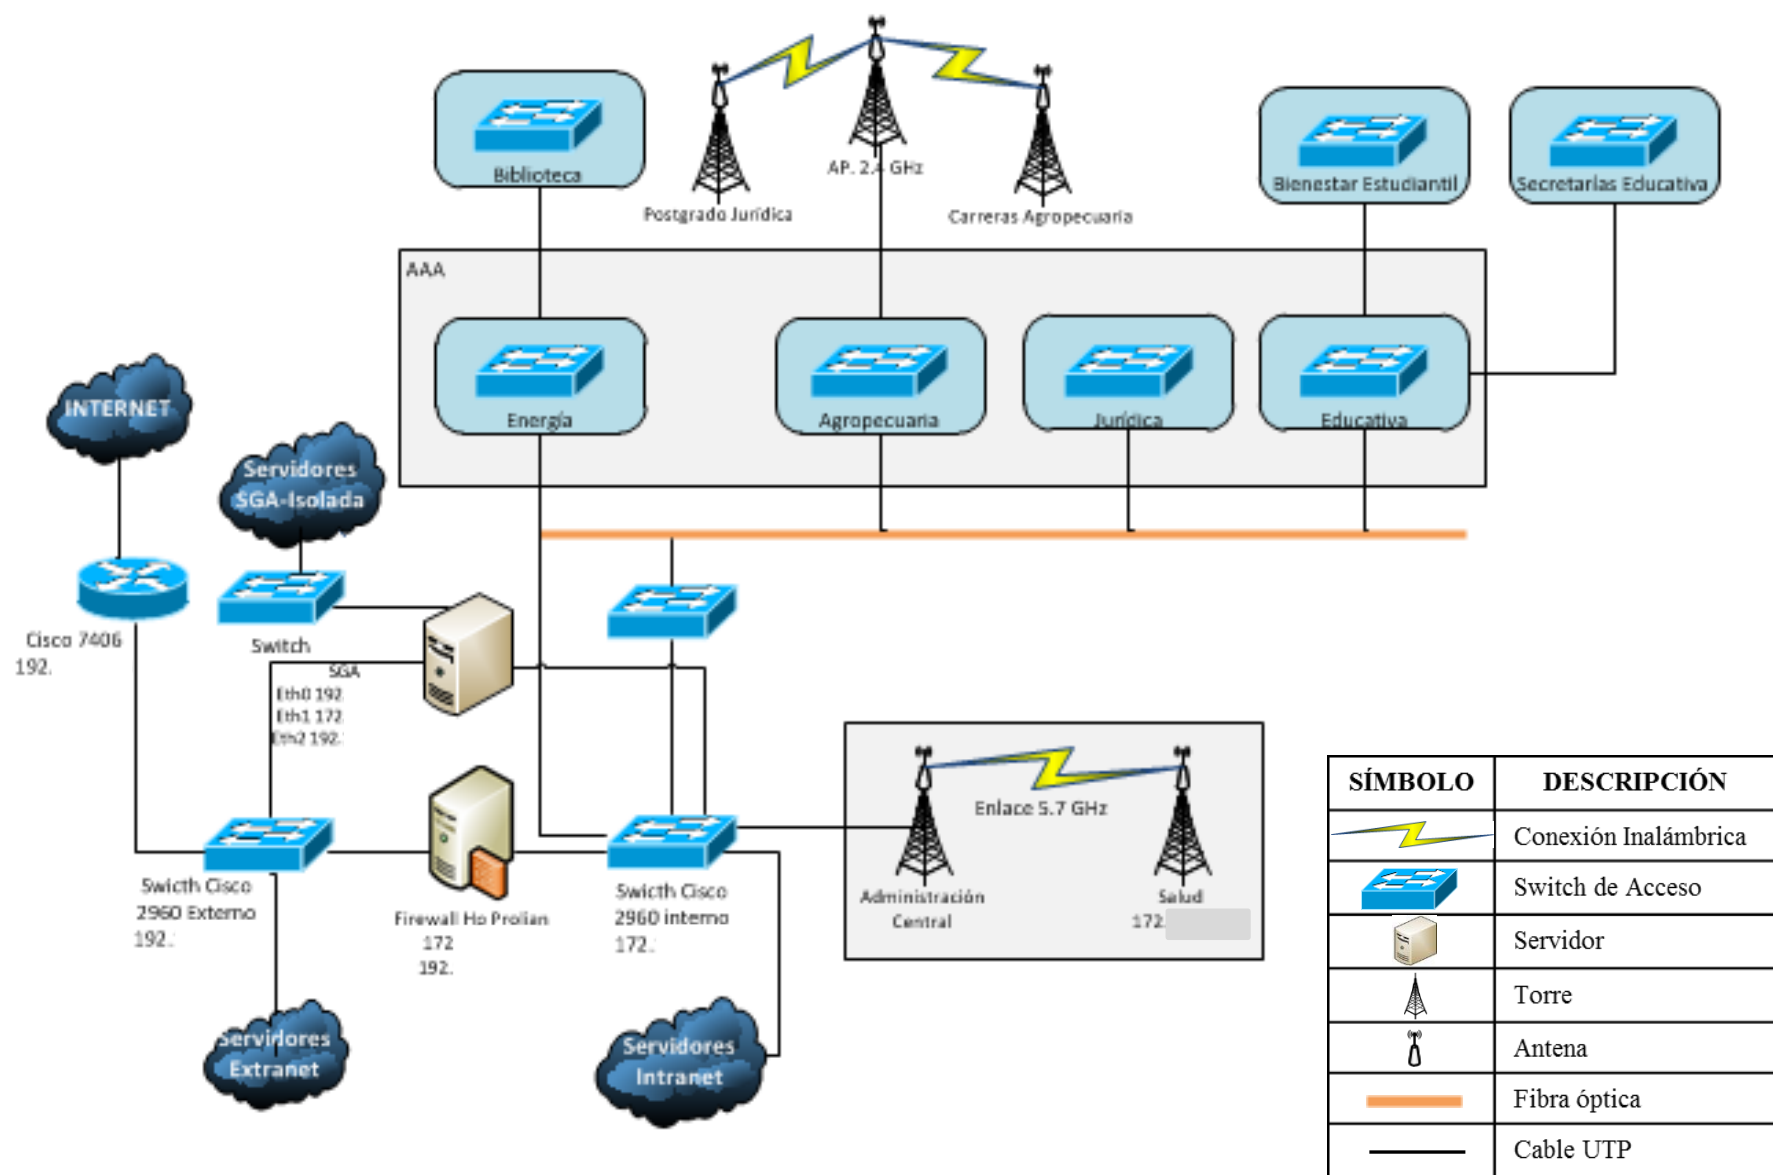 Biblioteca
AP. 2.4 GHz
Postgrado Jurídica
Carreras Agropecuaria
Bienestar Estudiantil
Secretarías Educativa
AAA
Energía
Agropecuaria
Jurídica
Educativa
INTERNET
Servidores
SGA-Isolada
Cisco 7406
192.
Switch
SGA
Eth0 192
Eth1 172
Eth2 192.
Swicth Cisco
2960 Externo
192.
Firewall Hp Prolian
172
192.
Swicth Cisco
2960 interno
172.
Enlace 5.7 GHz
Administración
Central
Salud
172.
Servidores
Extranet
Servidores
Intranet
SÍMBOLO DESCRIPCIÓN
Conexión Inalámbrica
Switch de Acceso
Servidor
Torre
Antena
Fibra óptica
Cable UTP